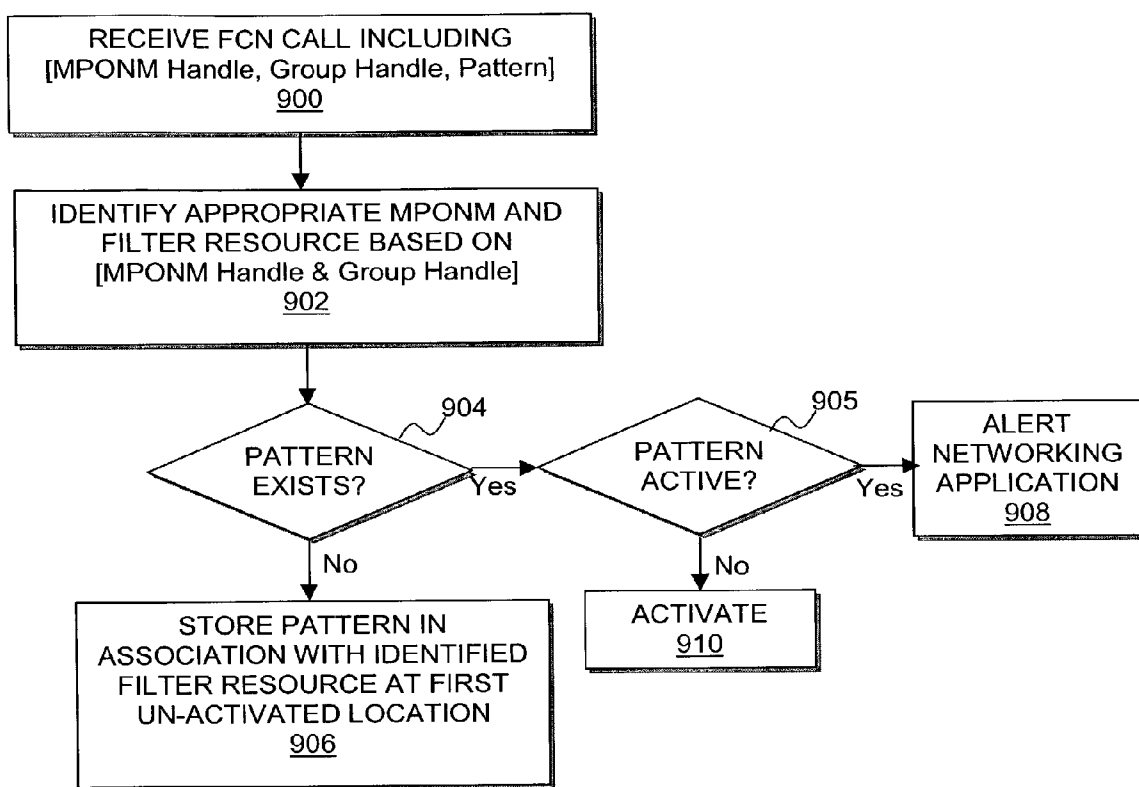 RECEIVE FCN CALL INCLUDING
[MPONM Handle, Group Handle, Pattern]
900
IDENTIFY APPROPRIATE MPONM AND
FILTER RESOURCE BASED ON
[MPONM Handle & Group Handle]
902
904
PATTERN
EXISTS?
Yes
No
905
PATTERN
ACTIVE?
Yes
No
ALERT
NETWORKING
APPLICATION
908
STORE PATTERN IN
ASSOCIATION WITH IDENTIFIED
FILTER RESOURCE AT FIRST
UN-ACTIVATED LOCATION
906
ACTIVATE
910